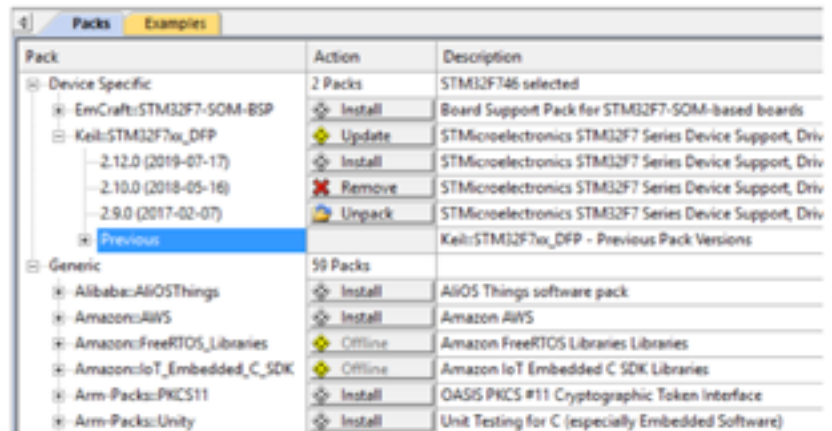 Packs Examples
Pack Action Description
Device Specific 2 Packs STM32F746 selected
EmCraft::STM32F7-SOM-BSP Install Board Support Pack for STM32F7-SOM-based boards
Keil::STM32F7xx_DFP Update STMicroelectronics STM32F7 Series Device Support, Driv
2.12.0 (2019-07-17) Install STMicroelectronics STM32F7 Series Device Support, Driv
2.10.0 (2018-05-16) Remove STMicroelectronics STM32F7 Series Device Support, Driv
2.9.0 (2017-02-07) Unpack STMicroelectronics STM32F7 Series Device Support, Driv
Previous Keil::STM32F7xx_DFP - Previous Pack Versions
Generic 59 Packs
Alibaba::AliOSThings Install AliOS Things software pack
Amazon::AWS Install Amazon AWS
Amazon::FreeRTOS_Libraries Offline Amazon FreeRTOS Libraries Libraries
Amazon::IoT_Embedded_C_SDK Offline Amazon IoT Embedded C SDK Libraries
Arm-Packs::PKCS11 Install OASIS PKCS #11 Cryptographic Token Interface
Arm-Packs::Unity Install Unit Testing for C (especially Embedded Software)